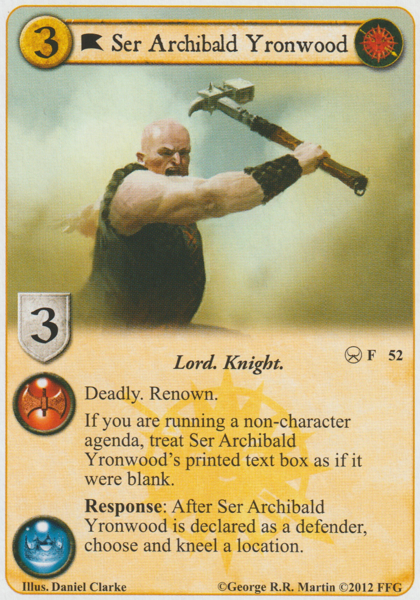 3
Ser Archibald Yronwood
3
Lord. Knight.
F 52
Deadly. Renown.
If you are running a non-character
agenda, treat Ser Archibald
Yronwood's printed text box as if it
were blank.
Response: After Ser Archibald
Yronwood is declared as a defender,
choose and kneel a location.
Illus. Daniel Clarke
©George R.R. Martin ©2012 FFG